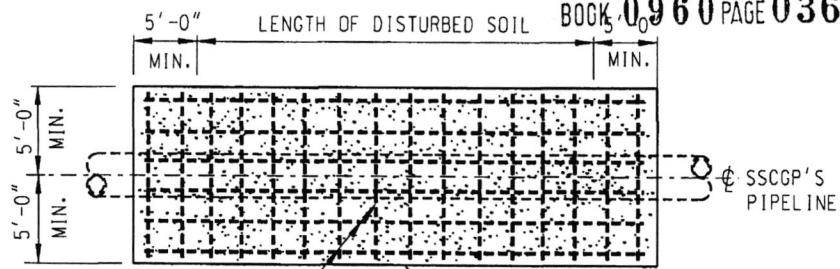 BOOK 0960 PAGE 036
5'-0" LENGTH OF DISTURBED SOIL 5'-0"
MIN. MIN.
5'-0" MIN.
5'-0" MIN.
℄ SSCGP'S
PIPELINE